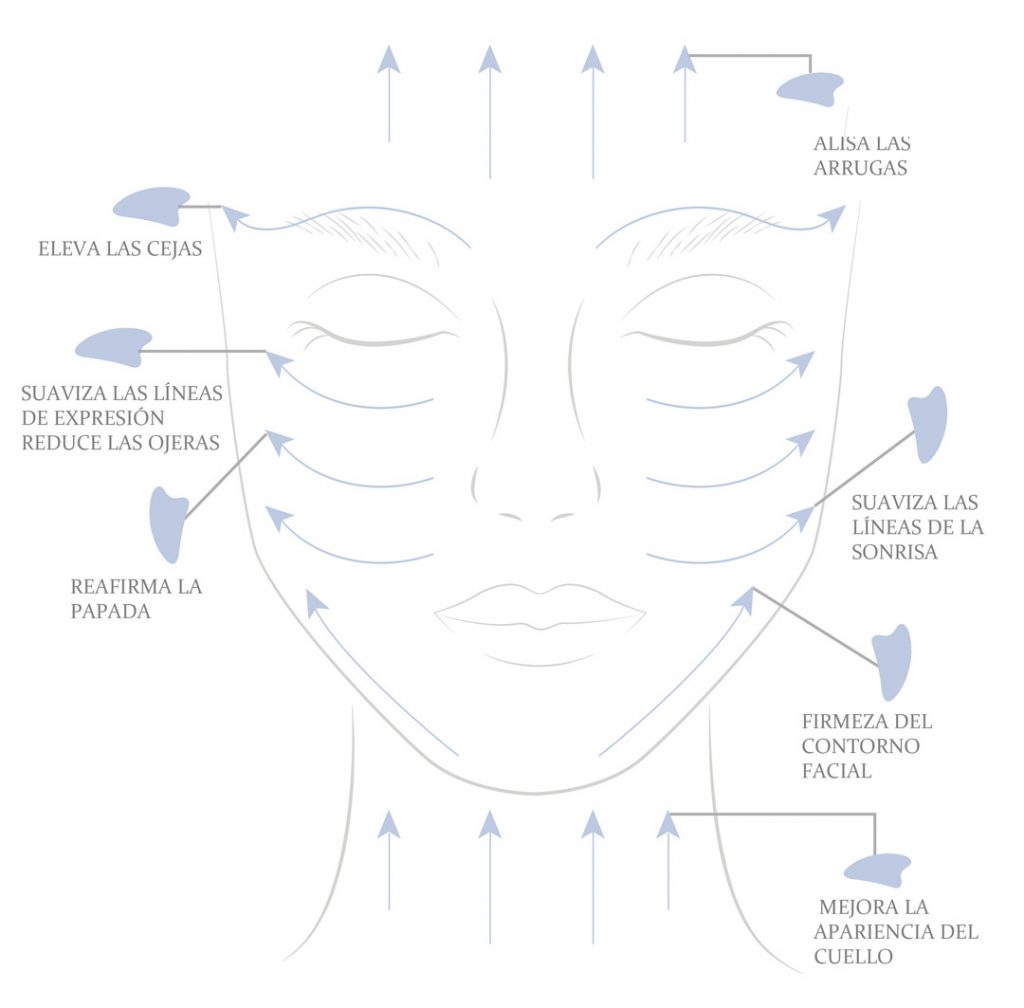 ALISA LAS
ARRUGAS
ELEVA LAS CEJAS
SUAVIZA LAS LÍNEAS
DE EXPRESIÓN
REDUCE LAS OJERAS
SUAVIZA LAS
LÍNEAS DE LA
SONRISA
REAFIRMA LA
PAPADA
FIRMEZA DEL
CONTORNO
FACIAL
MEJORA LA
APARIENCIA DEL
CUELLO